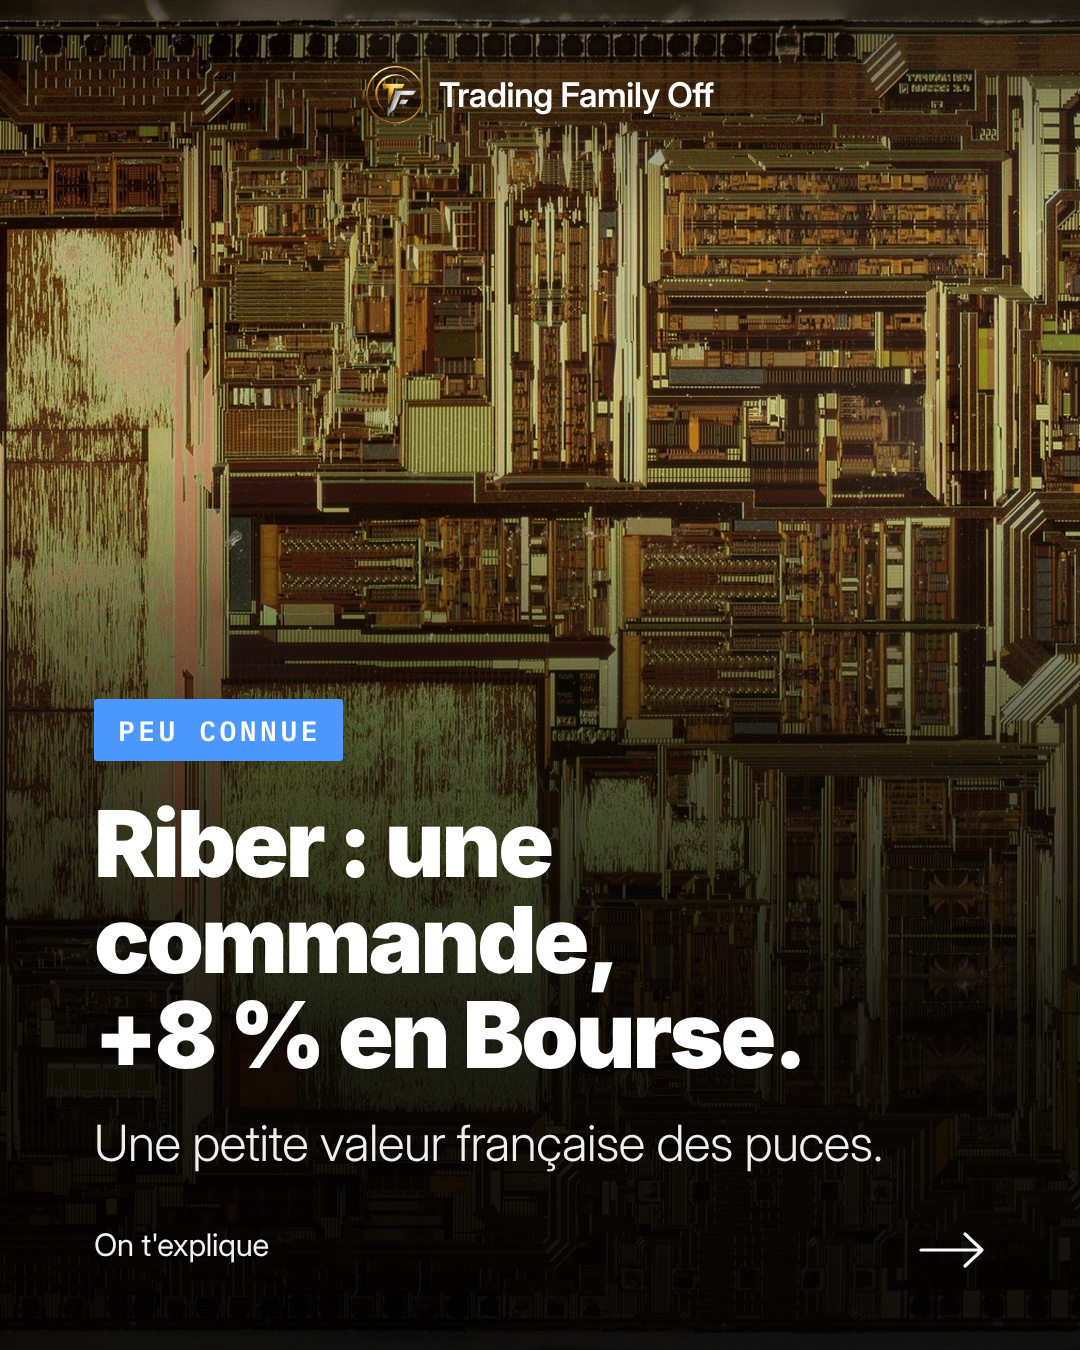 TF Trading Family Off
PEU CONNUE
Riber : une
commande,
+8 % en Bourse.
Une petite valeur française des puces.
On t'explique